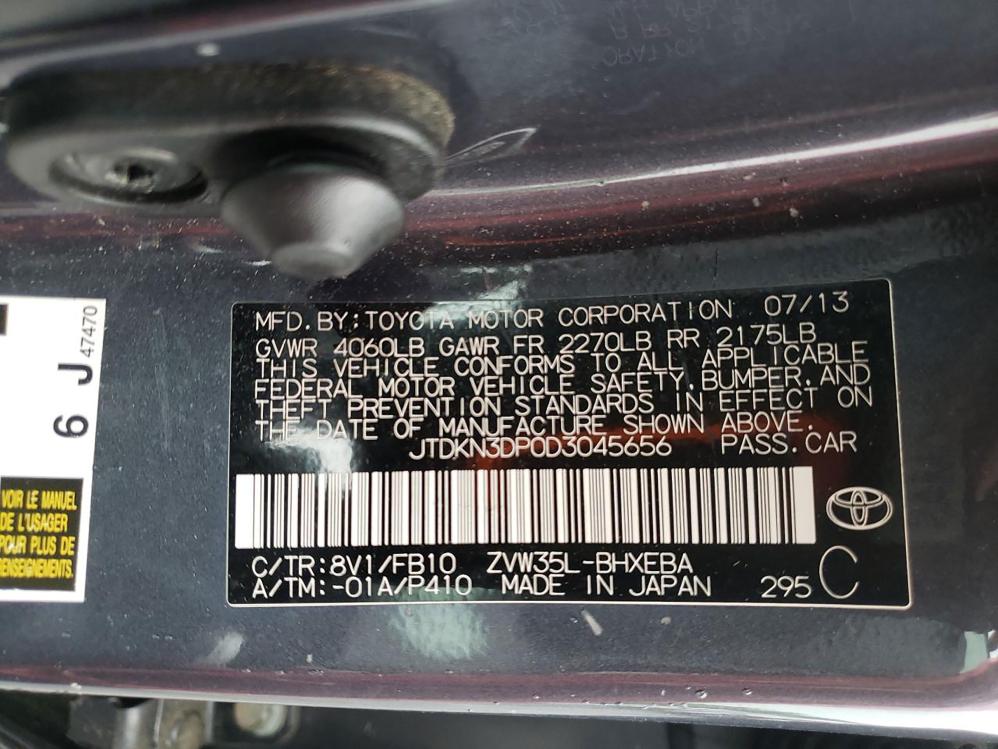 MFD. BY:TOYOTA MOTOR CORPORATION 07/13
GVWR 4060LB GAWR FR 2270LB RR 2175LB
THIS VEHICLE CONFORMS TO ALL APPLICABLE
FEDERAL MOTOR VEHICLE SAFETY, BUMPER, AND
THEFT PREVENTION STANDARDS IN EFFECT ON
THE DATE OF MANUFACTURE SHOWN ABOVE.
JTDKN3DP0D3045656 PASS. CAR
C/TR:8V1/FB10 ZVW35L-BHXEBA
A/TM:-01A/P410 MADE IN JAPAN 295 C
6 J 47470
VOIR LE MANUEL
DE L'USAGER
POUR PLUS DE
RENSEIGNEMENTS.